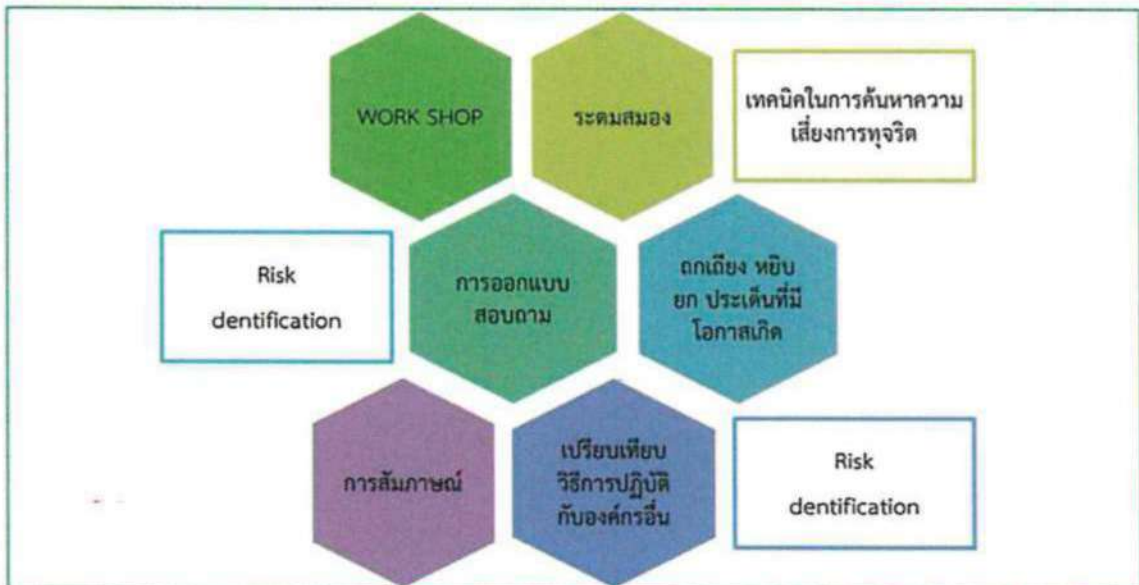 WORK SHOP
ระดมสมอง
เทคนิคในการค้นหาความ
เสี่ยงการทุจริต
Risk
dentification
การออกแบบ
สอบถาม
ถกเถียง หยิบ
ยก ประเด็นที่มี
โอกาสเกิด
การสัมภาษณ์
เปรียบเทียบ
วิธีการปฏิบัติ
กับองค์กรอื่น
Risk
dentification